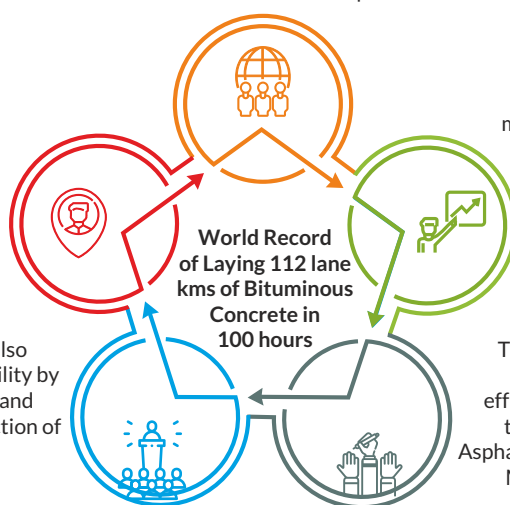 m
World Record
of Laying 112 lane
kms of Bituminous
Concrete in
100 hours
lso
ility by
and
tion of
T
eff
t
Aspha
M